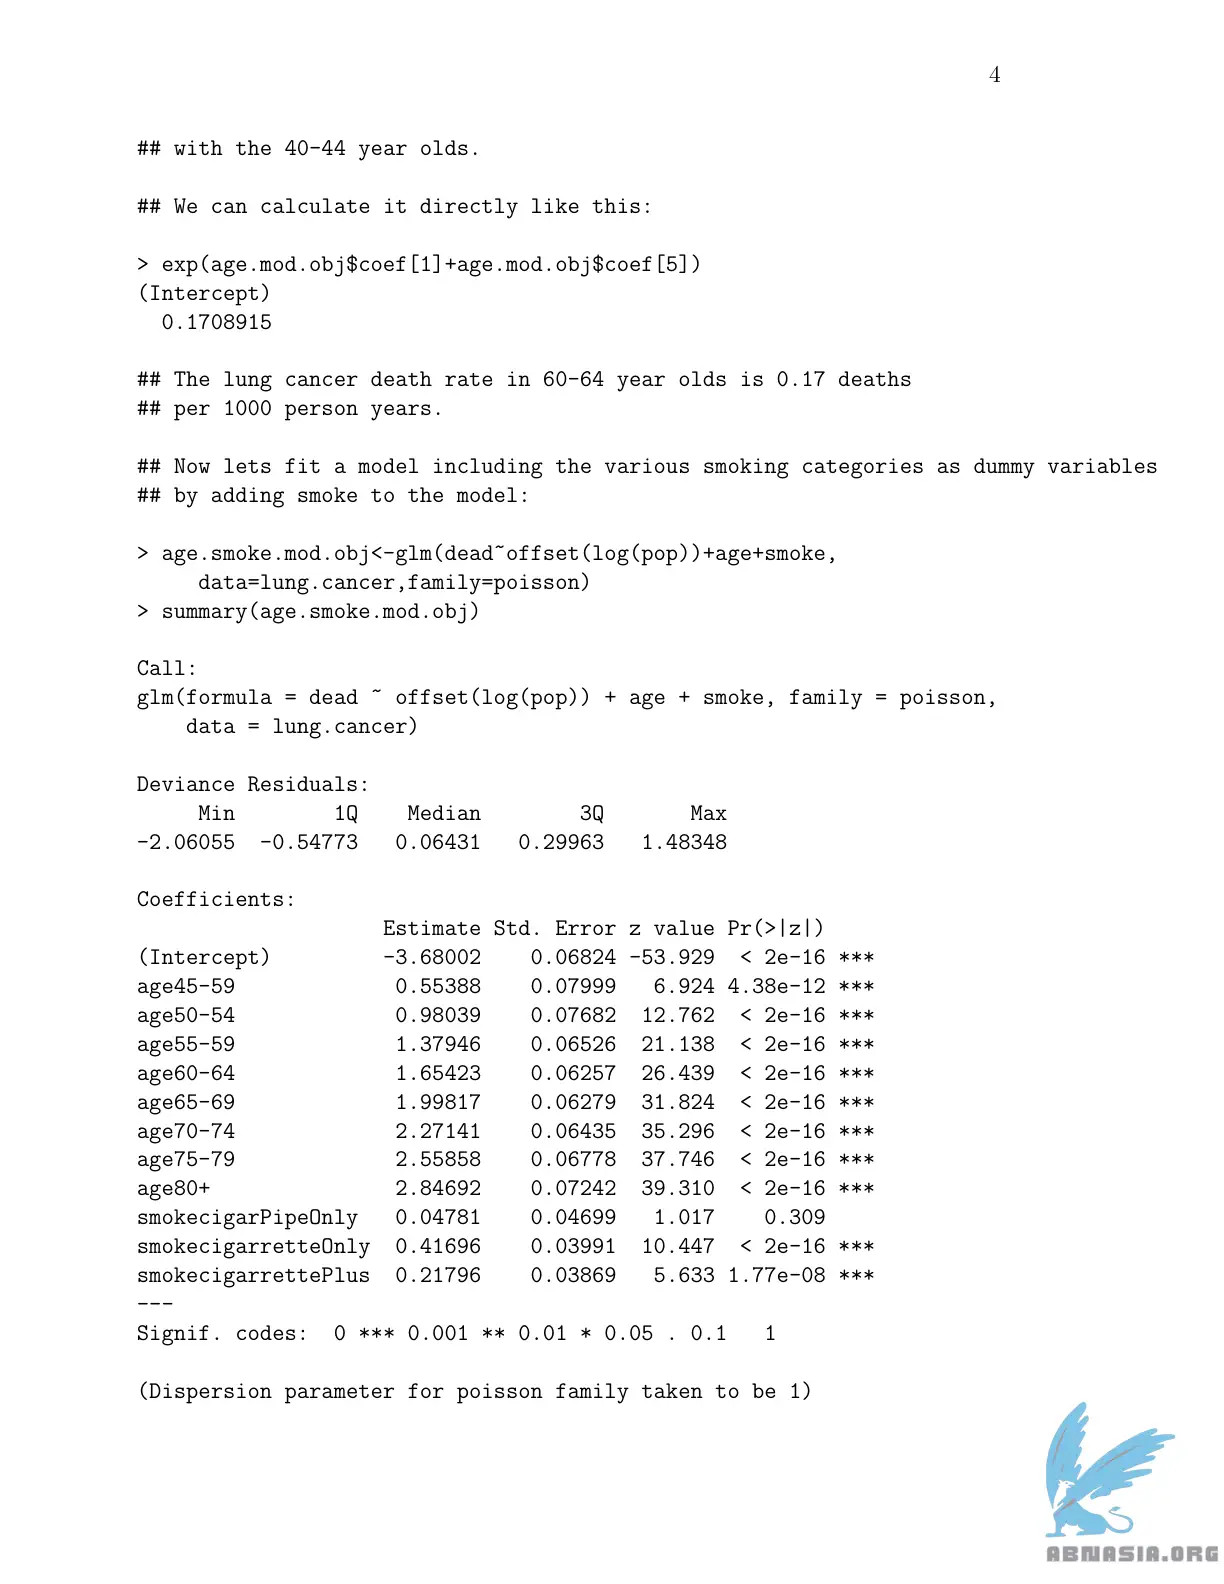 4
## with the 40-44 year olds.
## We can calculate it directly like this:
> exp(age.mod.obj$coef[1]+age.mod.obj$coef[5])
(Intercept)
  0.1708915
## The lung cancer death rate in 60-64 year olds is 0.17 deaths
## per 1000 person years.
## Now lets fit a model including the various smoking categories as dummy variables
## by adding smoke to the model:
> age.smoke.mod.obj<-glm(dead~offset(log(pop))+age+smoke,
     data=lung.cancer,family=poisson)
> summary(age.smoke.mod.obj)
Call:
glm(formula = dead ~ offset(log(pop)) + age + smoke, family = poisson,
    data = lung.cancer)
Deviance Residuals:
     Min        1Q    Median        3Q       Max
-2.06055  -0.54773   0.06431   0.29963   1.48348
Coefficients:
                    Estimate Std. Error z value Pr(>|z|)
(Intercept)         -3.68002    0.06824 -53.929  < 2e-16 ***
age45-59             0.55388    0.07999   6.924 4.38e-12 ***
age50-54             0.98039    0.07682  12.762  < 2e-16 ***
age55-59             1.37946    0.06526  21.138  < 2e-16 ***
age60-64             1.65423    0.06257  26.439  < 2e-16 ***
age65-69             1.99817    0.06279  31.824  < 2e-16 ***
age70-74             2.27141    0.06435  35.296  < 2e-16 ***
age75-79             2.55858    0.06778  37.746  < 2e-16 ***
age80+               2.84692    0.07242  39.310  < 2e-16 ***
smokecigarPipeOnly   0.04781    0.04699   1.017    0.309
smokecigarretteOnly  0.41696    0.03991  10.447  < 2e-16 ***
smokecigarrettePlus  0.21796    0.03869   5.633 1.77e-08 ***
---
Signif. codes:  0 *** 0.001 ** 0.01 * 0.05 . 0.1   1
(Dispersion parameter for poisson family taken to be 1)
ABNASIA.ORG